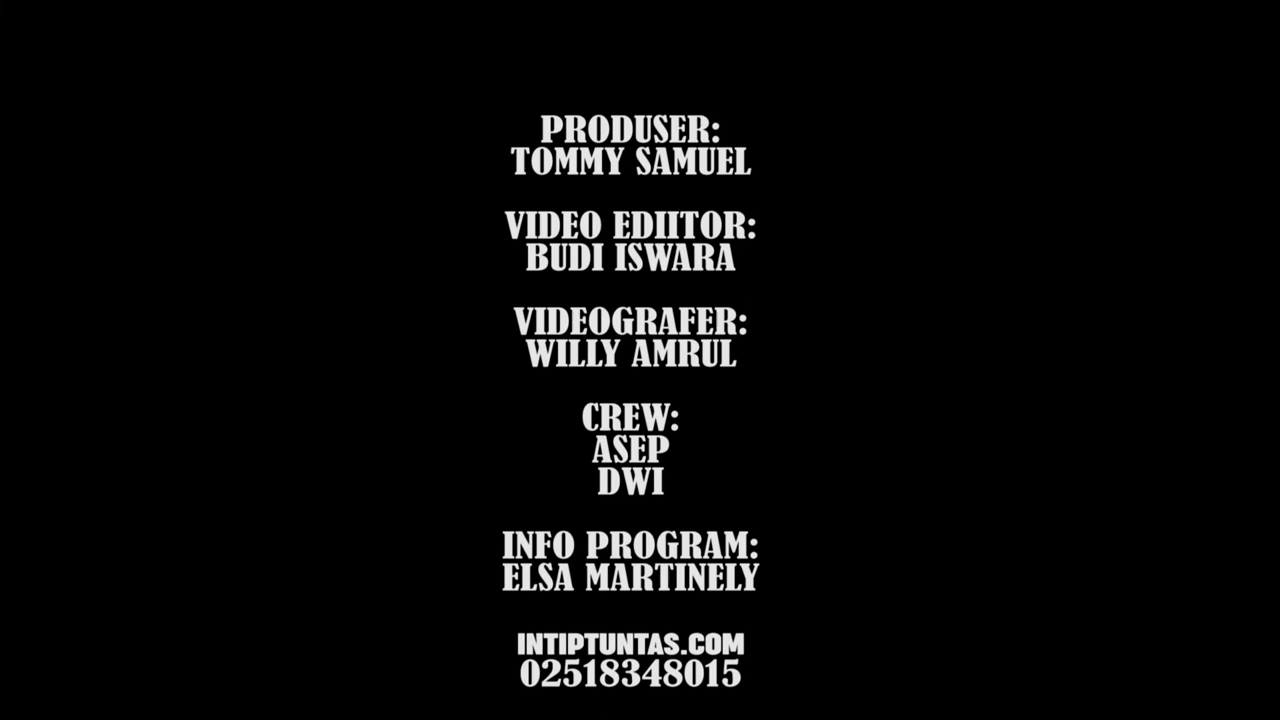 PRODUSER:
TOMMY SAMUEL
VIDEO EDIITOR:
BUDI ISWARA
VIDEOGRAFER:
WILLY AMRUL
CREW:
ASEP
DWI
INFO PROGRAM:
ELSA MARTINELY
INTIPTUNTAS.COM
02518348015